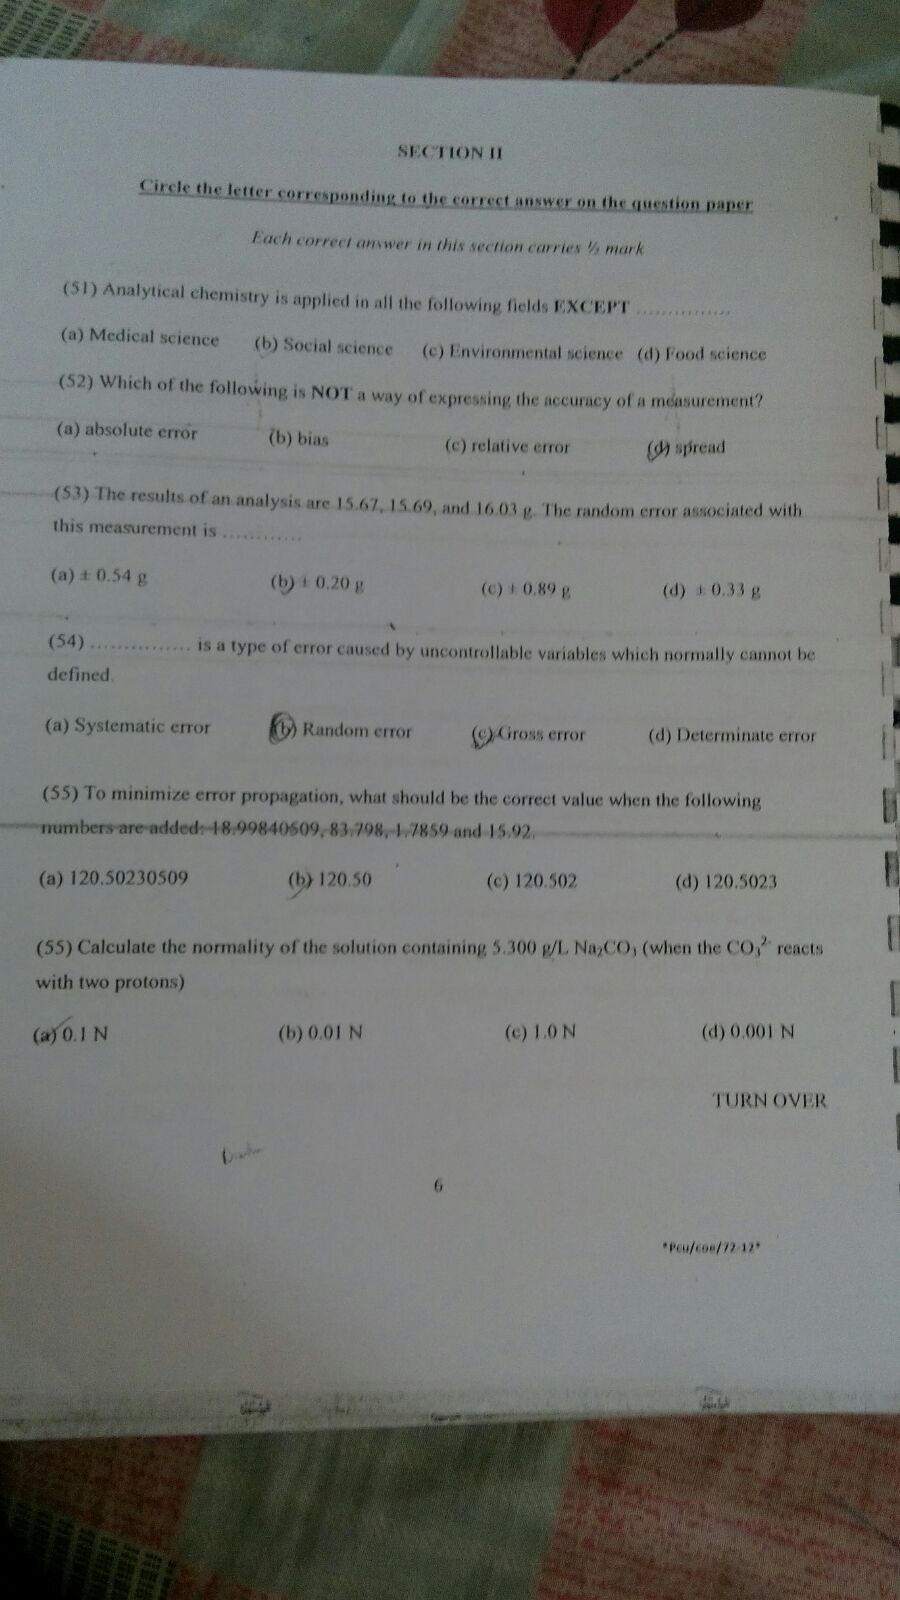 SECTION II
Circle the letter corresponding to the correct answer on the question paper
Each correct answer in this section carries ½ mark
(51) Analytical chemistry is applied in all the following fields EXCEPT ...............
(a) Medical science (b) Social science (c) Environmental science (d) Food science
(52) Which of the following is NOT a way of expressing the accuracy of a measurement?
(a) absolute error (b) bias (c) relative error (d) spread
(53) The results of an analysis are 15.67, 15.69, and 16.03 g. The random error associated with
this measurement is ............
(a) ± 0.54 g (b) ± 0.20 g (c) ± 0.89 g (d) ± 0.33 g
(54) ............... is a type of error caused by uncontrollable variables which normally cannot be
defined.
(a) Systematic error (b) Random error (c) Gross error (d) Determinate error
(55) To minimize error propagation, what should be the correct value when the following
numbers are added: 18.99840509, 83.798, 1.7859 and 15.92.
(a) 120.50230509 (b) 120.50 (c) 120.502 (d) 120.5023
(55) Calculate the normality of the solution containing 5.300 g/L Na₂CO₃ (when the CO₃²⁻ reacts
with two protons)
(a) 0.1 N (b) 0.01 N (c) 1.0 N (d) 0.001 N
TURN OVER
6
*Pcu/coe/72-12*